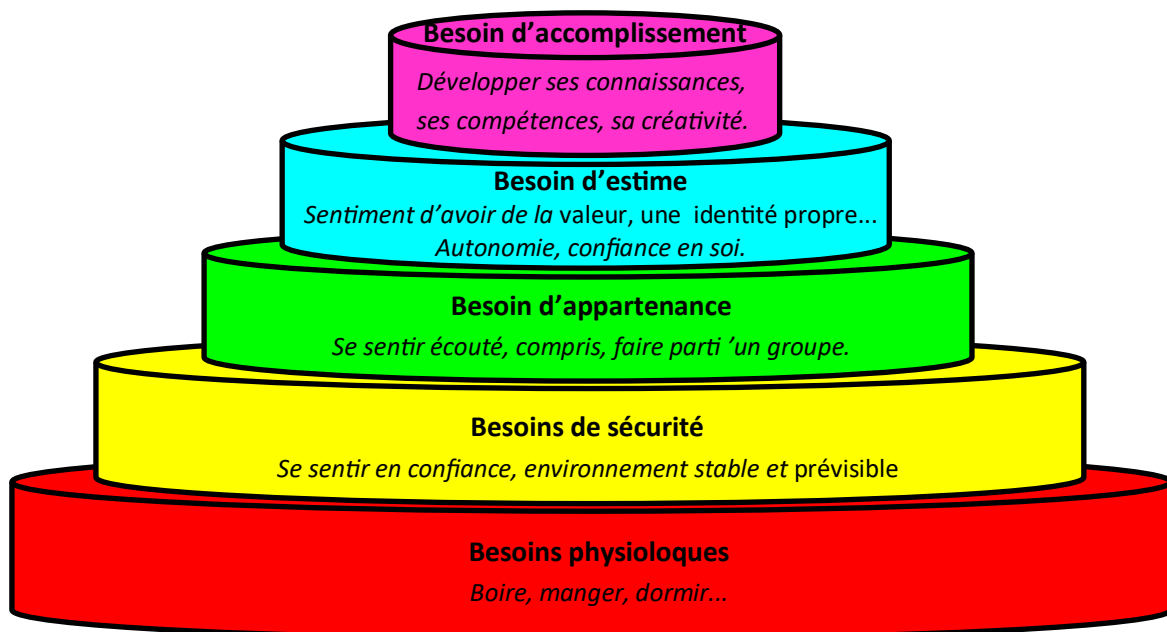 Besoin d’accomplissement
Développer ses connaissances,
ses compétences, sa créativité.
Besoin d’estime
Sentiment d’avoir de la valeur, une identité propre...
Autonomie, confiance en soi.
Besoin d’appartenance
Se sentir écouté, compris, faire parti ’un groupe.
Besoins de sécurité
Se sentir en confiance, environnement stable et prévisible
Besoins physioloques
Boire, manger, dormir...